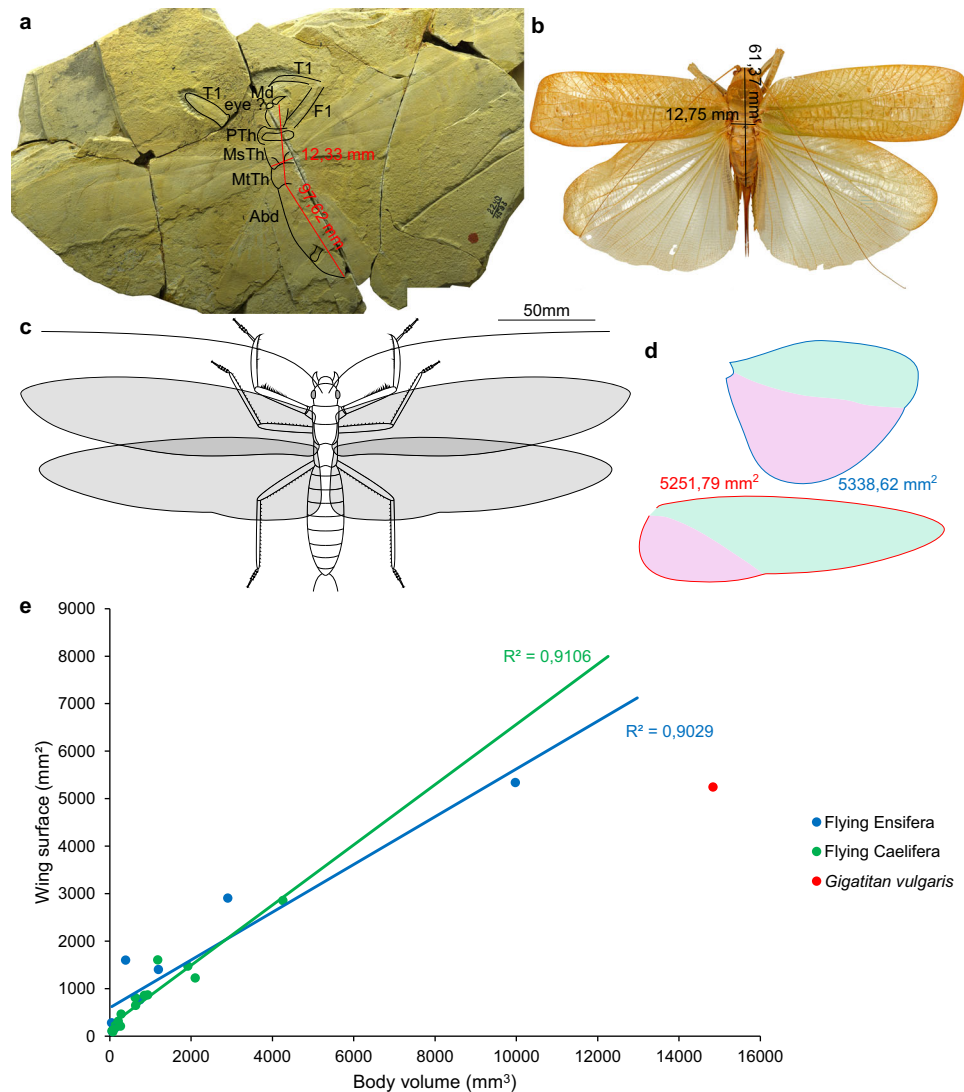 a
T1
Md
T1
eye
?
F1
PTh
MsTh
12,33 mm
MtTh
97,62 mm
Abd
b
61,37 mm
12,75 mm
c
50mm
d
5251,79 mm²
5338,62 mm²
e
9000
8000
7000
6000
5000
4000
3000
2000
1000
0
Wing surface (mm²)
R² = 0,9106
R² = 0,9029
Flying Ensifera
Flying Caelifera
Gigatitan vulgaris
0
2000
4000
6000
8000
10000
12000
14000
16000
Body volume (mm³)